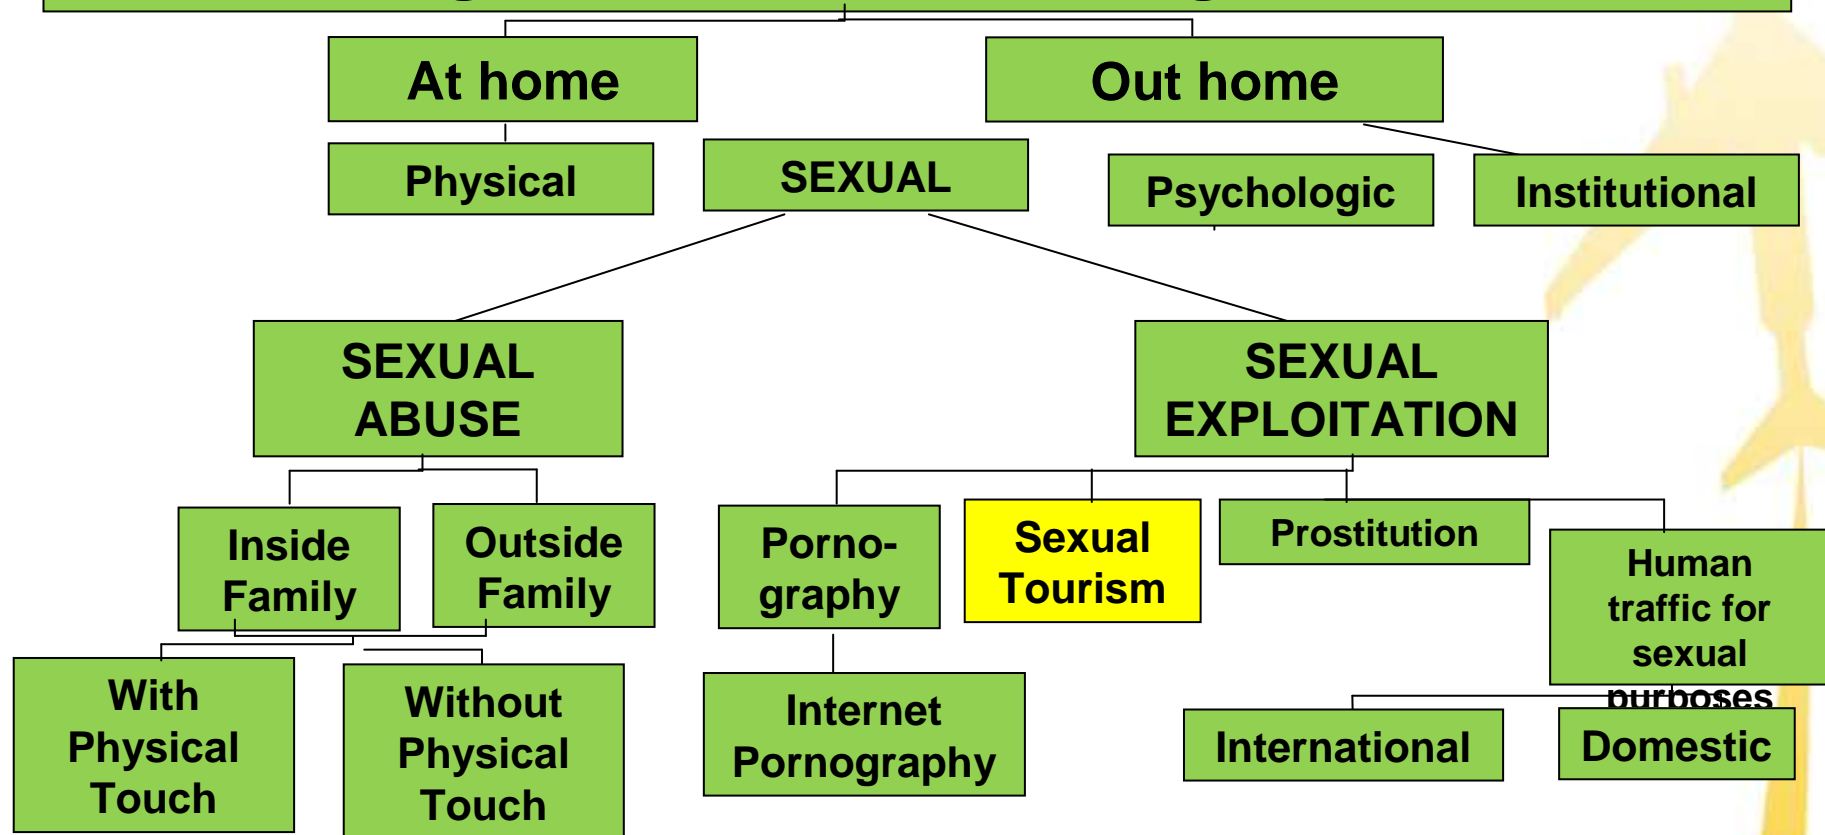 At home
Out home
Physical
SEXUAL
Psychologic
Institutional
SEXUAL
ABUSE
SEXUAL
EXPLOITATION
Inside
Family
Outside
Family
Porno-
graphy
Sexual
Tourism
Prostitution
Human
traffic for
sexual
purposes
With
Physical
Touch
Without
Physical
Touch
Internet
Pornography
International
Domestic